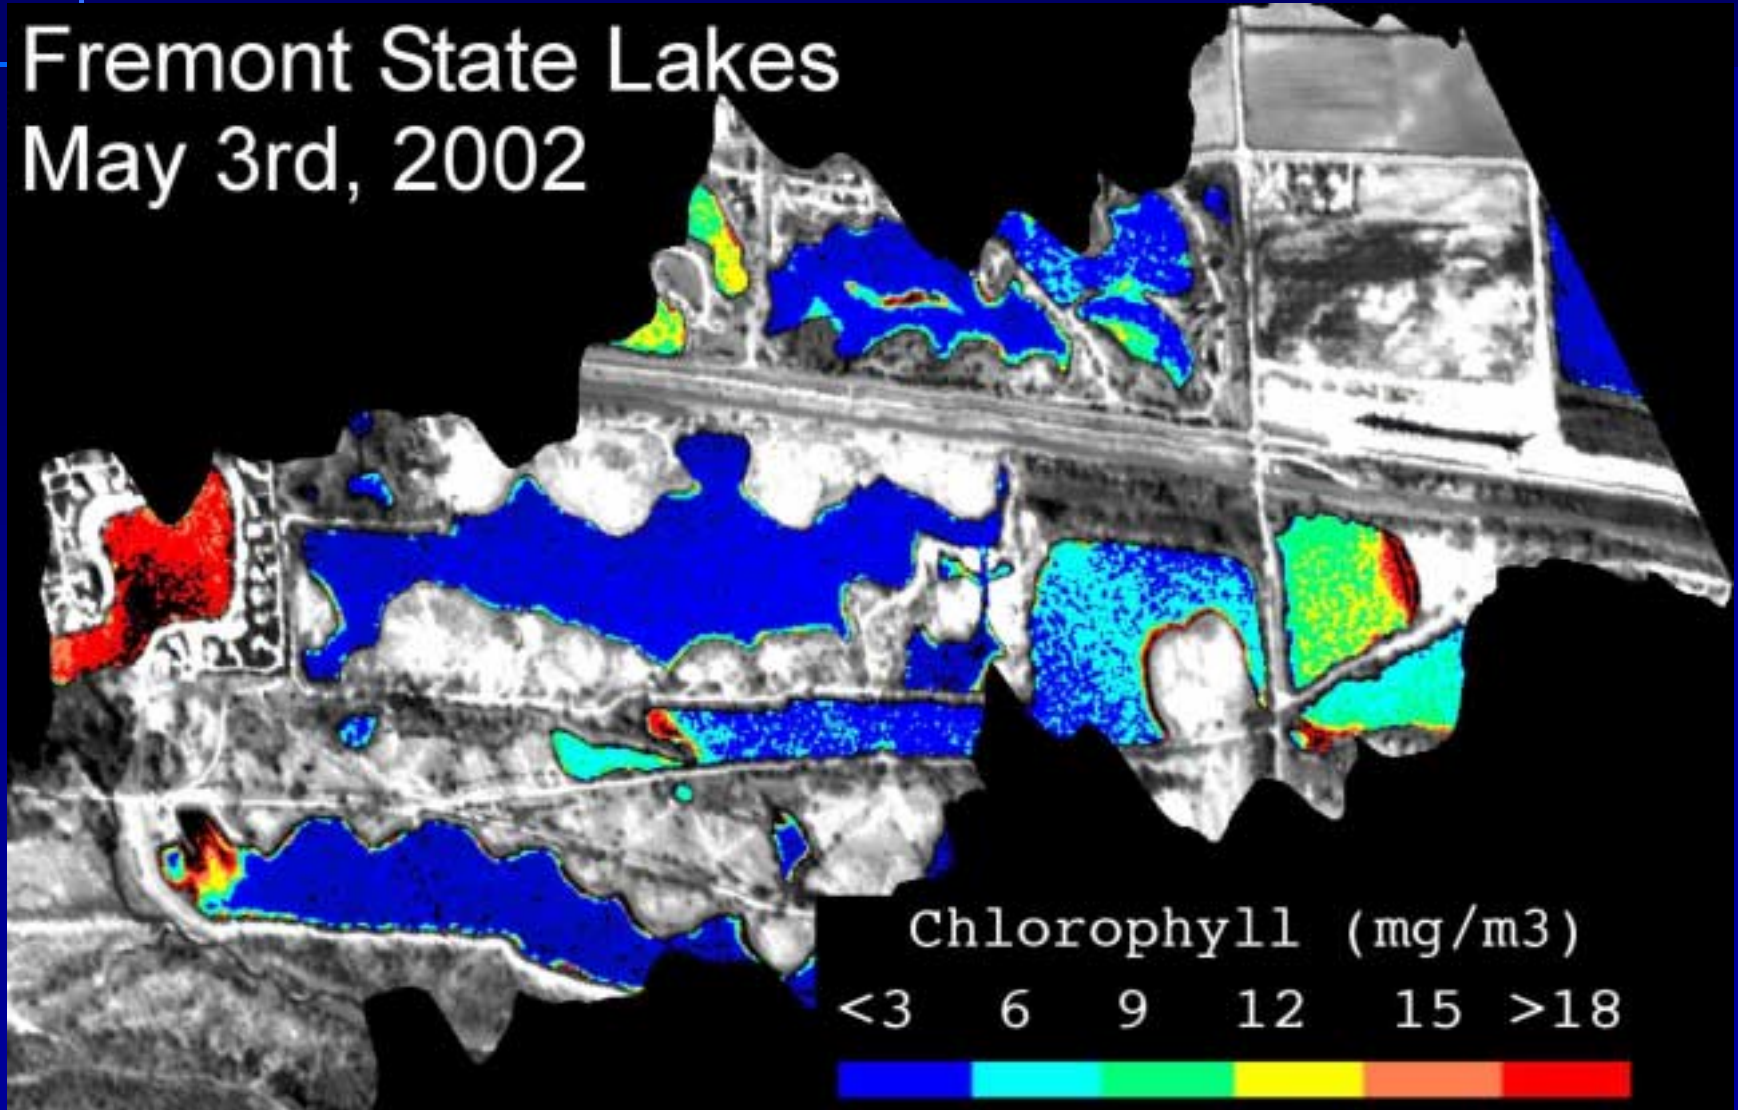 Fremont State Lakes
May 3rd, 2002
Chlorophyll (mg/m3)
<3 6 9 12 15 >18